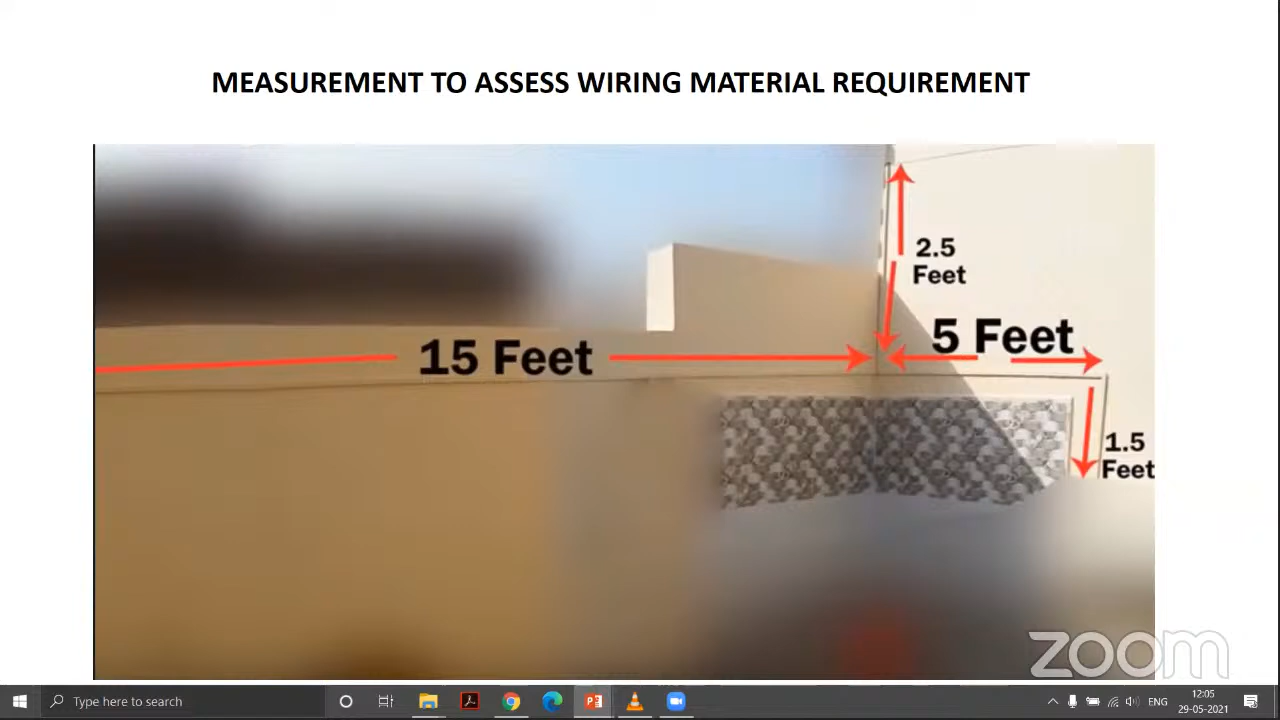 MEASUREMENT TO ASSESS WIRING MATERIAL REQUIREMENT
2.5
Feet
5 Feet
15 Feet
1.5
Feet
zoom
Type here to search
ENG
12:05
29-05-2021